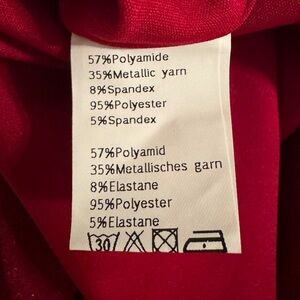 57%Polyamide
35%Metallic yarn
8%Spandex
95%Polyester
5%Spandex
57%Polyamid
35%Metallisches garn
8%Elastane
95%Polyester
5%Elastane
30